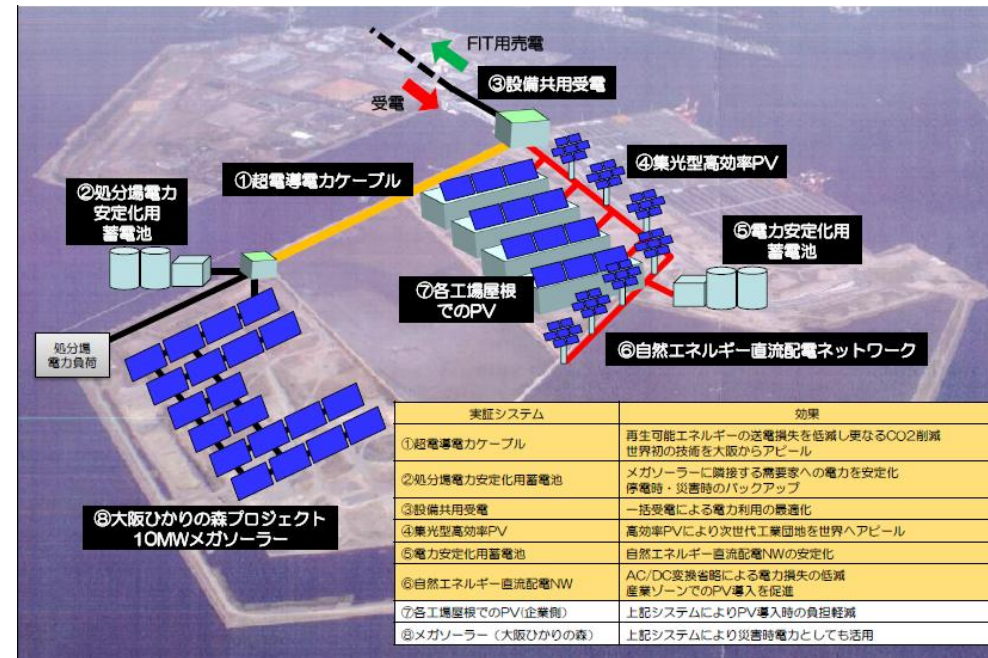 FIT用売電
③設備共用受電
受電
④集光型高効率PV
①超電導電力ケーブル
②処分場電力
安定化用
蓄電池
⑤電力安定化用
蓄電池
⑦各工場屋根
でのPV
処分場
電力負荷
⑥自然エネルギー直流配電ネットワーク
⑧大阪ひかりの森プロジェクト
10MWメガソーラー
実証システム 効果
①超電導電力ケーブル 再生可能エネルギーの送電損失を低減し更なるCO2削減
世界初の技術を大阪からアピール
②処分場電力安定化用蓄電池 メガソーラーに隣接する需要家への電力を安定化
停電時・災害時のバックアップ
③設備共用受電 一括受電による電力利用の最適化
④集光型高効率PV 高効率PVにより次世代工業団地を世界へアピール
⑤電力安定化用蓄電池 自然エネルギー直流配電NWの安定化
⑥自然エネルギー直流配電NW AC/DC変換省略による電力損失の低減
産業ゾーンでのPV導入を促進
⑦各工場屋根でのPV(企業側) 上記システムによりPV導入時の負担軽減
⑧メガソーラー（大阪ひかりの森） 上記システムにより災害時電力としても活用